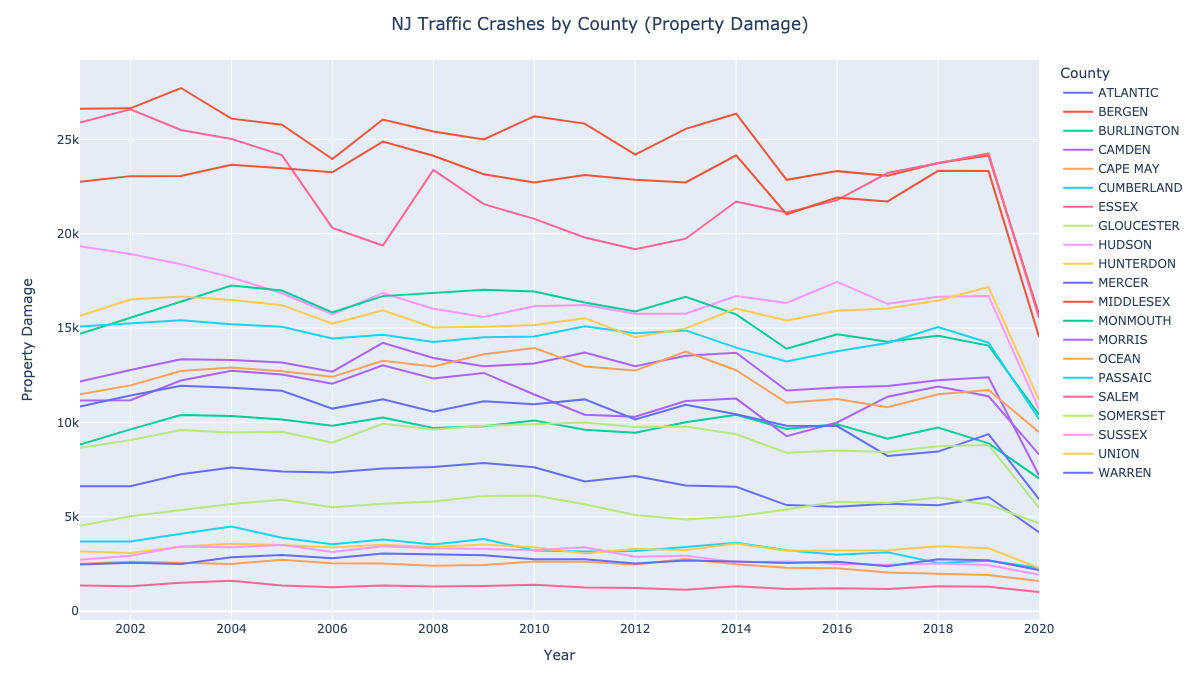 NJ Traffic Crashes by County (Property Damage)
County
ATLANTIC
BERGEN
BURLINGTON
CAMDEN
CAPE MAY
CUMBERLAND
ESSEX
GLOUCESTER
HUDSON
HUNTERDON
MERCER
MIDDLESEX
MONMOUTH
MORRIS
OCEAN
PASSAIC
SALEM
SOMERSET
SUSSEX
UNION
WARREN
Property Damage
25k
20k
15k
10k
5k
0
2002 2004 2006 2008 2010 2012 2014 2016 2018 2020
Year